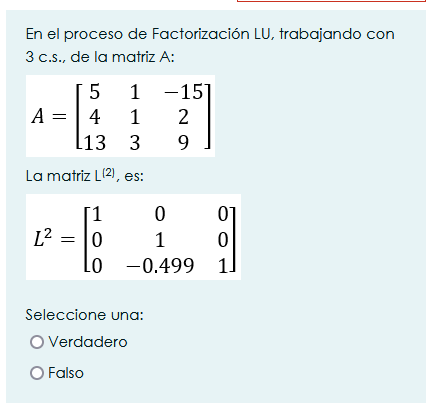 En el proceso de Factorización LU, trabajando con
3 c.s., de la matriz A:
A = [5 1 −15
4 1 2
13 3 9]
La matriz L⁽²⁾, es:
L² = [1 0 0
0 1 0
0 −0.499 1]
Seleccione una:
Verdadero
Falso